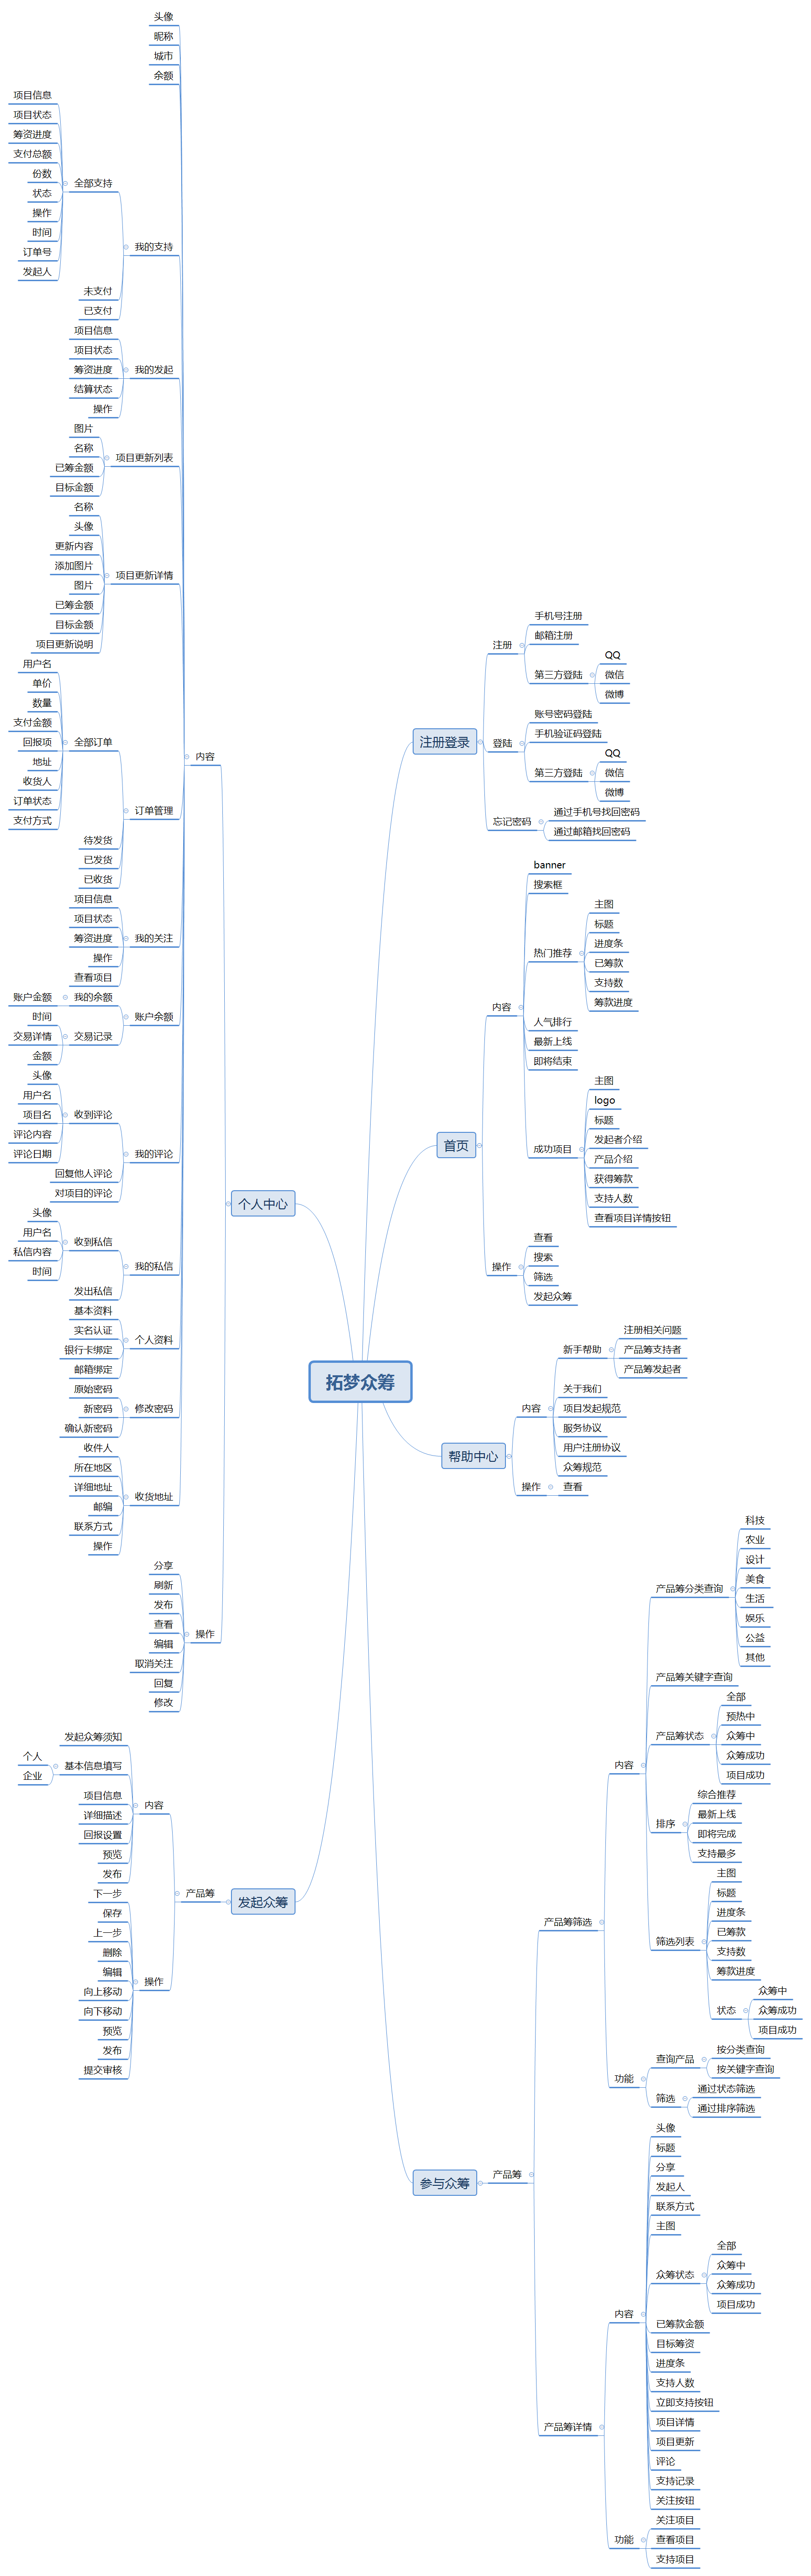 拓梦众筹
注册登录
注册
手机号注册
邮箱注册
第三方登陆
QQ
微信
微博
登陆
账号密码登陆
手机验证码登陆
第三方登陆
QQ
微信
微博
忘记密码
通过手机号找回密码
通过邮箱找回密码
首页
内容
banner
搜索框
热门推荐
主图
标题
进度条
已筹款
支持数
筹款进度
人气排行
最新上线
即将结束
成功项目
主图
logo
标题
发起者介绍
产品介绍
获得筹款
支持人数
查看项目详情按钮
操作
查看
搜索
筛选
发起众筹
帮助中心
内容
新手帮助
注册相关问题
产品筹支持者
产品筹发起者
关于我们
项目发起规范
服务协议
用户注册协议
众筹规范
操作
查看
参与众筹
产品筹
产品筹筛选
内容
产品筹分类查询
科技
农业
设计
美食
生活
娱乐
公益
其他
产品筹关键字查询
产品筹状态
全部
预热中
众筹中
众筹成功
项目成功
排序
综合推荐
最新上线
即将完成
支持最多
筛选列表
主图
标题
进度条
已筹款
支持数
筹款进度
状态
众筹中
众筹成功
项目成功
功能
查询产品
按分类查询
按关键字查询
筛选
通过状态筛选
通过排序筛选
产品筹详情
内容
头像
标题
分享
发起人
联系方式
主图
众筹状态
全部
众筹中
众筹成功
项目成功
已筹款金额
目标筹资
进度条
支持人数
立即支持按钮
项目详情
项目更新
评论
支持记录
关注按钮
功能
关注项目
查看项目
支持项目
个人中心
内容
头像
昵称
城市
余额
我的支持
全部支持
项目信息
项目状态
筹资进度
支付总额
份数
状态
操作
时间
订单号
发起人
未支付
已支付
我的发起
项目信息
项目状态
筹资进度
结算状态
操作
项目更新列表
图片
名称
已筹金额
目标金额
项目更新详情
名称
头像
更新内容
添加图片
图片
已筹金额
目标金额
项目更新说明
订单管理
全部订单
用户名
单价
数量
支付金额
回报项
地址
收货人
订单状态
支付方式
待发货
已发货
已收货
我的关注
项目信息
项目状态
筹资进度
操作
查看项目
账户余额
我的余额
账户金额
交易记录
时间
交易详情
金额
我的评论
收到评论
头像
用户名
项目名
评论内容
评论日期
回复他人评论
对项目的评论
我的私信
收到私信
头像
用户名
私信内容
时间
发出私信
个人资料
基本资料
实名认证
银行卡绑定
邮箱绑定
修改密码
原始密码
新密码
确认新密码
收货地址
收件人
所在地区
详细地址
邮编
联系方式
操作
操作
分享
刷新
发布
查看
编辑
取消关注
回复
修改
发起众筹
产品筹
内容
发起众筹须知
基本信息填写
个人
企业
项目信息
详细描述
回报设置
预览
发布
操作
下一步
保存
上一步
删除
编辑
向上移动
向下移动
预览
发布
提交审核